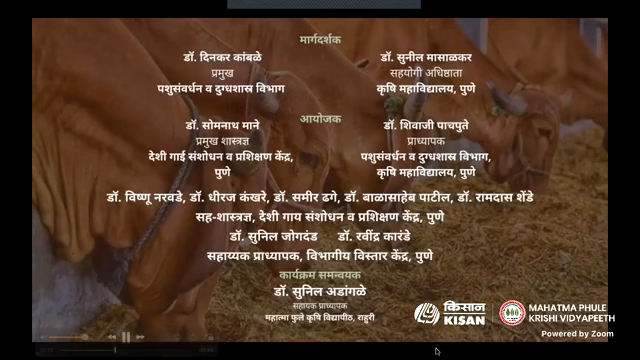 मार्गदर्शक
डॉ. दिनकर कांबळे
प्रमुख
पशुसंवर्धन व दुग्धशास्त्र विभाग
डॉ. सुनील मासाळकर
सहयोगी अधिष्ठाता
कृषि महाविद्यालय, पुणे
आयोजक
डॉ. सोमनाथ माने
प्रमुख शास्त्रज्ञ
देशी गाई संशोधन व प्रशिक्षण केंद्र,
पुणे
डॉ. शिवाजी पाचपुते
प्राध्यापक
पशुसंवर्धन व दुग्धशास्त्र विभाग,
कृषि महाविद्यालय, पुणे
डॉ. विष्णू नरवडे, डॉ. धीरज कंखरे, डॉ. समीर ढगे, डॉ. बाळासाहेब पाटील, डॉ. रामदास शेंडे
सह-शास्त्रज्ञ, देशी गाय संशोधन व प्रशिक्षण केंद्र, पुणे
डॉ. सुनिल जोगदंड डॉ. रवींद्र कारंडे
सहाय्यक प्राध्यापक, विभागीय विस्तार केंद्र, पुणे
कार्यक्रम समन्वयक
डॉ. सुनिल अडांगळे
सहायक प्राध्यापक
महात्मा फुले कृषि विद्यापीठ, राहुरी
किसान
KISAN
MAHATMA PHULE
KRISHI VIDYAPEETH
Powered by Zoom